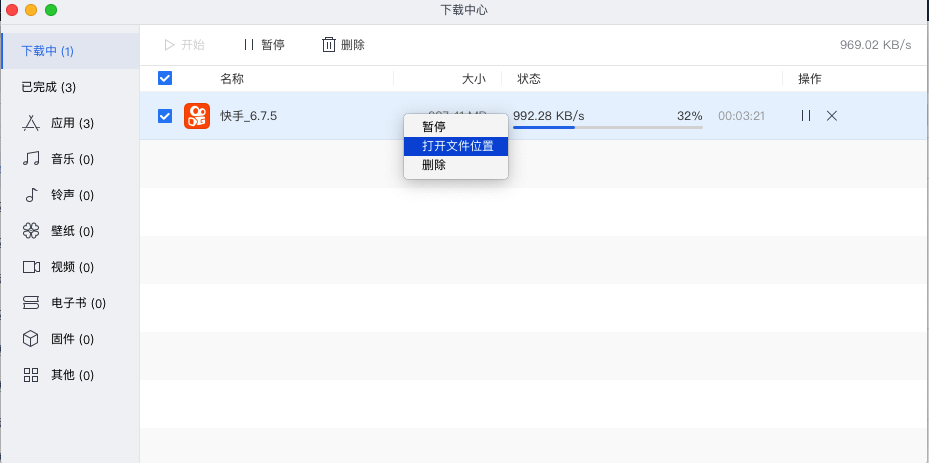 下载中心
下载中 (1)
已完成 (3)
应用 (3)
音乐 (0)
铃声 (0)
壁纸 (0)
视频 (0)
电子书 (0)
固件 (0)
其他 (0)
开始 暂停 删除 969.02 KB/s
名称 大小 状态 操作
快手_6.7.5 992.28 KB/s 32% 00:03:21
暂停
打开文件位置
删除